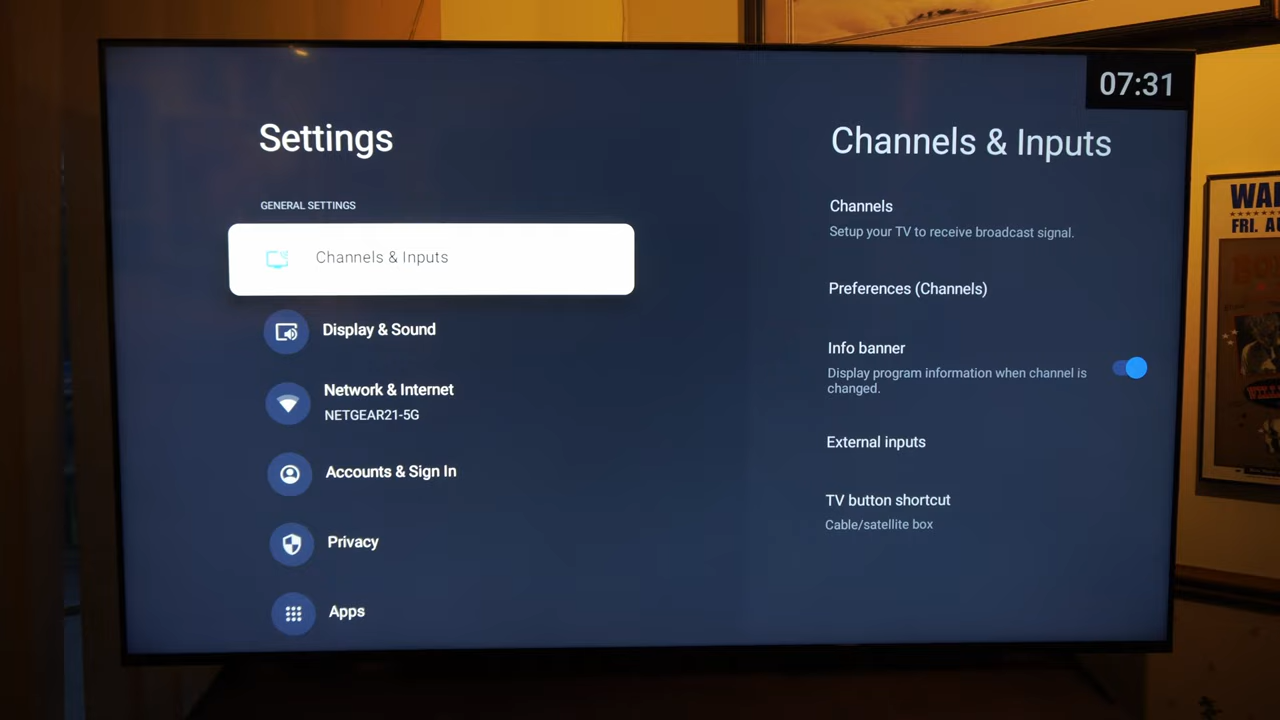 07:31
Settings
GENERAL SETTINGS
Channels & Inputs
Display & Sound
Network & Internet
NETGEAR21-5G
Accounts & Sign In
Privacy
Apps
Channels & Inputs
Channels
Setup your TV to receive broadcast signal.
Preferences (Channels)
Info banner
Display program information when channel is
changed.
External inputs
TV button shortcut
Cable/satellite box
FRI.